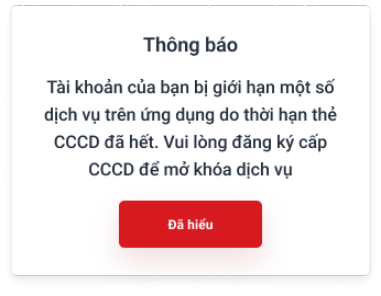 Thông báo
Tài khoản của bạn bị giới hạn một số
dịch vụ trên ứng dụng do thời hạn thẻ
CCCD đã hết. Vui lòng đăng ký cấp
CCCD để mở khóa dịch vụ
Đã hiểu